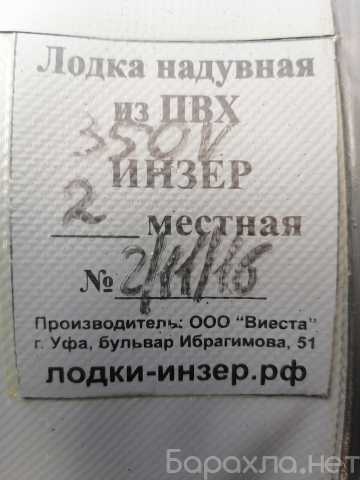 Лодка надувная
из ПВХ
350V
ИНЗЕР
2 местная
№ 2/11/16
Производитель: ООО "Виеста"
г. Уфа, бульвар Ибрагимова, 51
лодки-инзер.рф
Барахла.нет